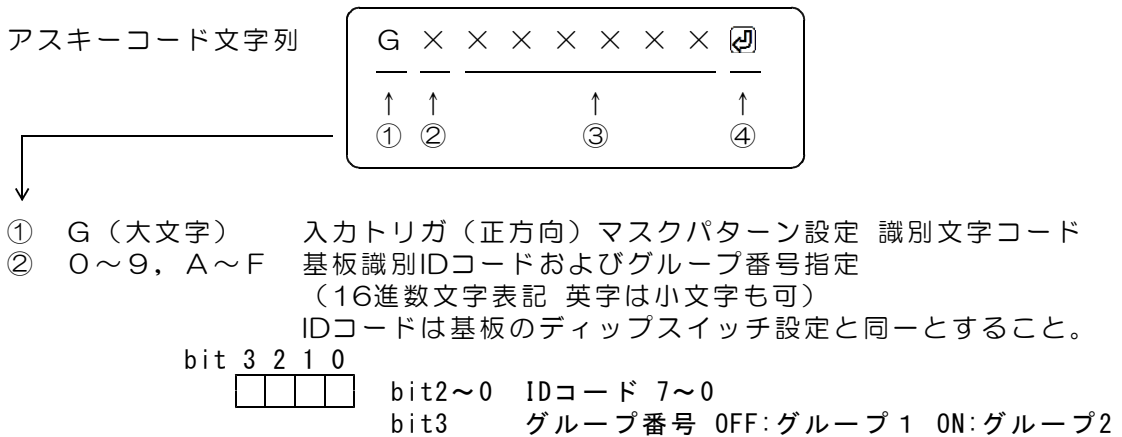 アスキーコード文字列 G × × × × × × × ⏎
↑ ↑ ↑ ↑
① ② ③ ④
① G(大文字) 入力トリガ(正方向)マスクパターン設定 識別文字コード
② 0~9, A~F 基板識別IDコードおよびグループ番号指定
(16進数文字表記 英字は小文字も可)
IDコードは基板のディップスイッチ設定と同一とすること。
bit 3 2 1 0
bit2~0 IDコード 7~0
bit3 グループ番号 OFF:グループ1 ON:グループ2